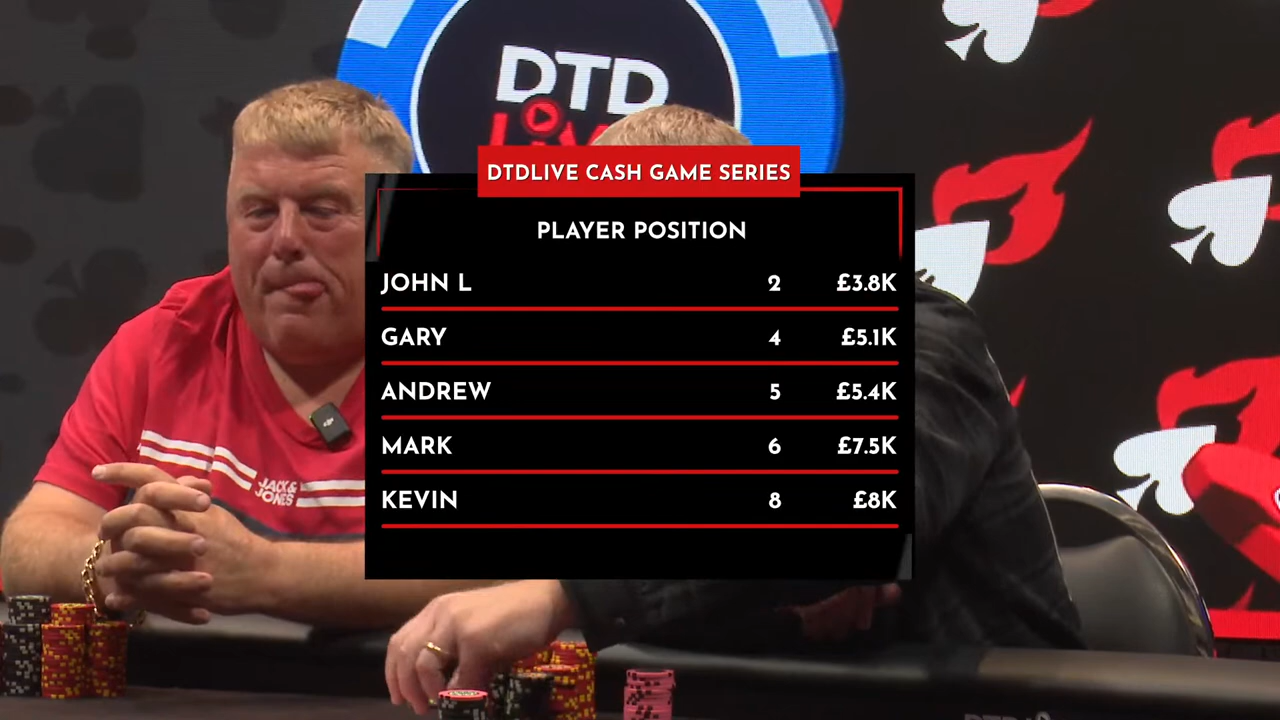 DTD
DTDLIVE CASH GAME SERIES
PLAYER POSITION
JOHN L 2 £3.8K
GARY 4 £5.1K
ANDREW 5 £5.4K
MARK 6 £7.5K
KEVIN 8 £8K
JACK &
JONES